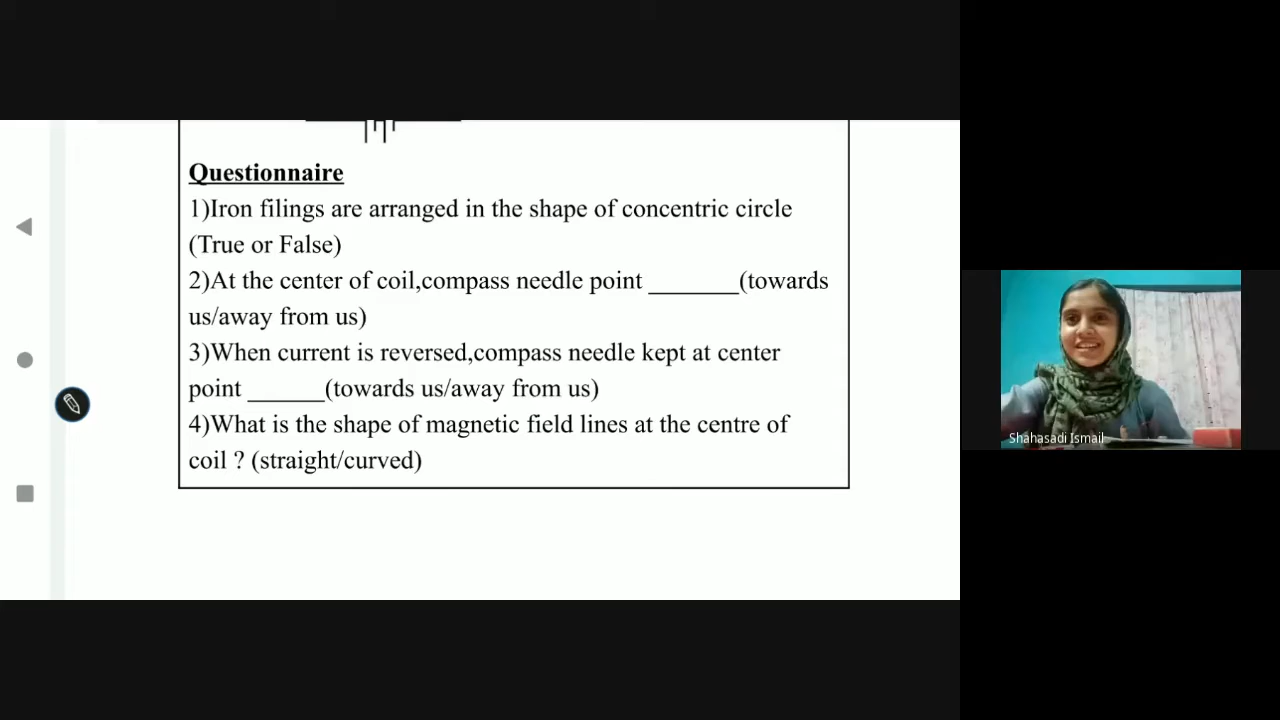 Questionnaire
1)Iron filings are arranged in the shape of concentric circle
(True or False)
2)At the center of coil,compass needle point _______(towards
us/away from us)
3)When current is reversed,compass needle kept at center
point ______(towards us/away from us)
4)What is the shape of magnetic field lines at the centre of
coil ? (straight/curved)
Shahasadi Ismail